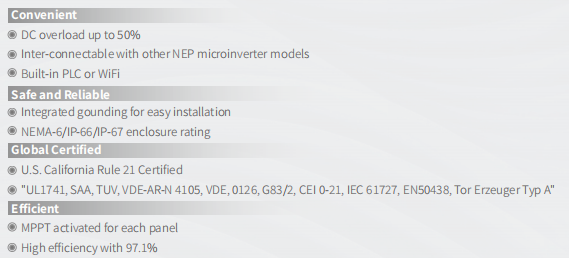 Convenient
◉ DC overload up to 50%
◉ Inter-connectable with other NEP microinverter models
◉ Built-in PLC or WiFi
Safe and Reliable
◉ Integrated gounding for easy installation
◉ NEMA-6/IP-66/IP-67 enclosure rating
Global Certified
◉ U.S. California Rule 21 Certified
◉ "UL1741, SAA, TUV, VDE-AR-N 4105, VDE, 0126, G83/2, CEI 0-21, IEC 61727, EN50438, Tor Erzeuger Typ A"
Efficient
◉ MPPT activated for each panel
◉ High efficiency with 97.1%